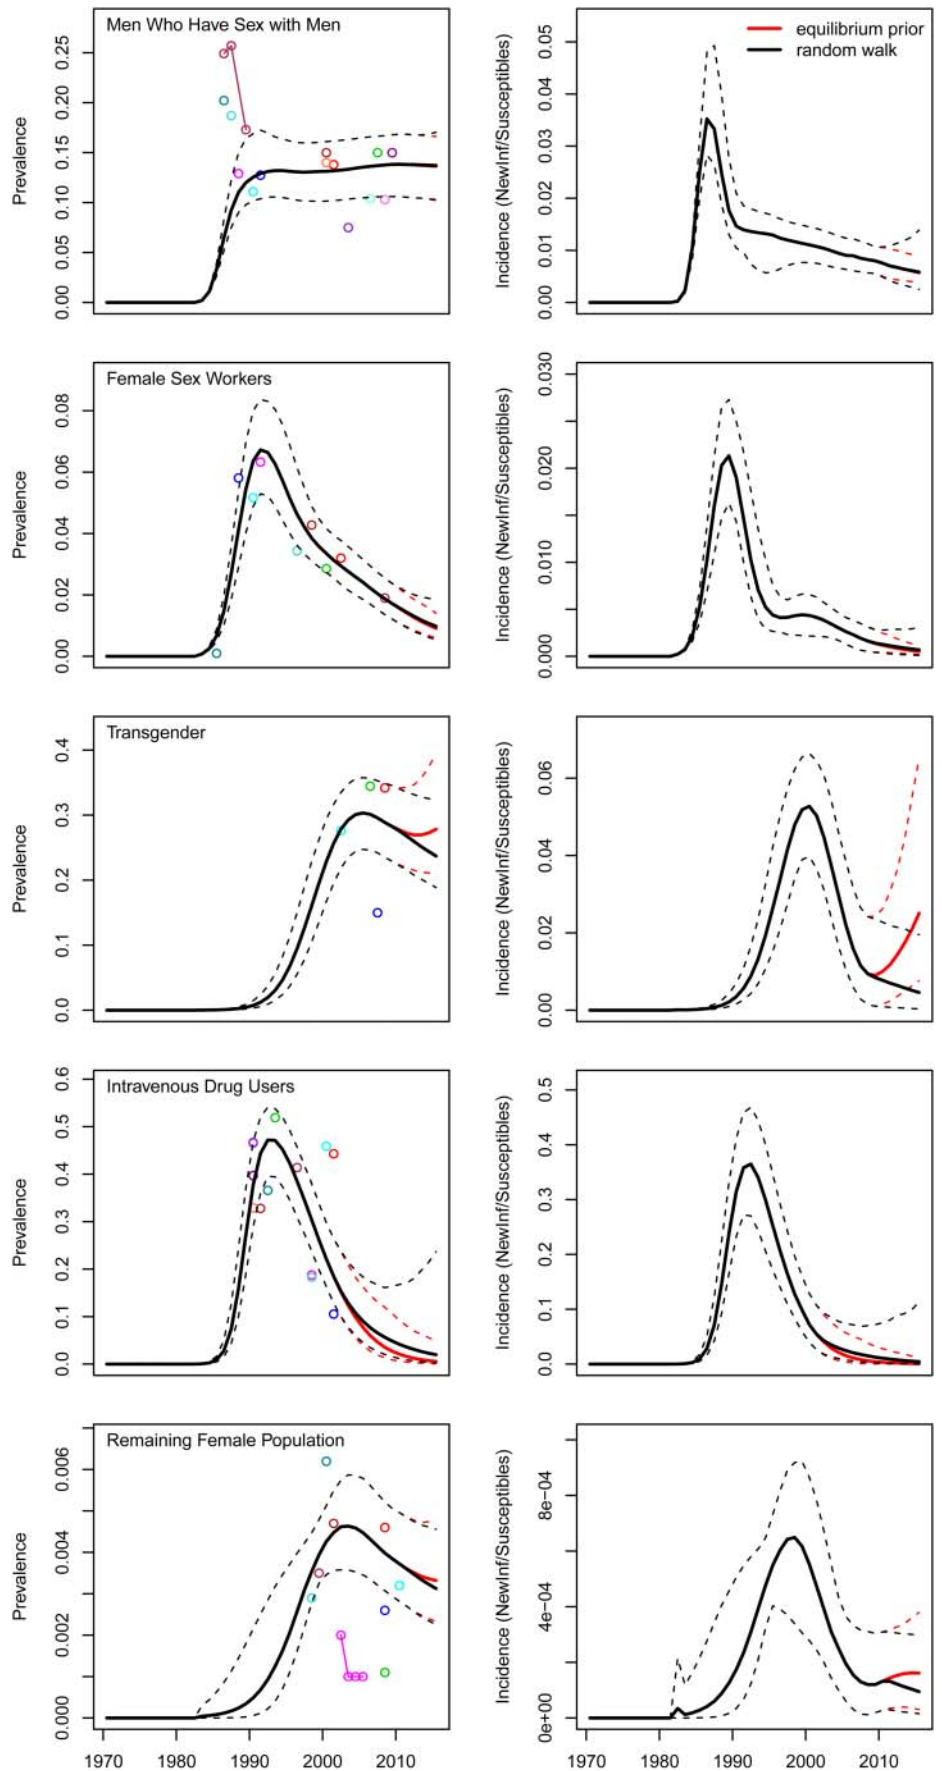 Men Who Have Sex with Men
Prevalence
0.00 0.05 0.10 0.15 0.20 0.25
equilibrium prior
random walk
Incidence (NewInf/Susceptibles)
0.00 0.01 0.02 0.03 0.04 0.05
Female Sex Workers
Prevalence
0.00 0.02 0.04 0.06 0.08
Incidence (NewInf/Susceptibles)
0.000 0.010 0.020 0.030
Transgender
Prevalence
0.0 0.1 0.2 0.3 0.4
Incidence (NewInf/Susceptibles)
0.00 0.02 0.04 0.06
Intravenous Drug Users
Prevalence
0.0 0.1 0.2 0.3 0.4 0.5 0.6
Incidence (NewInf/Susceptibles)
0.0 0.1 0.2 0.3 0.4 0.5
Remaining Female Population
Prevalence
0.000 0.002 0.004 0.006
Incidence (NewInf/Susceptibles)
0e+00 4e−04 8e−04
1970 1980 1990 2000 2010
1970 1980 1990 2000 2010